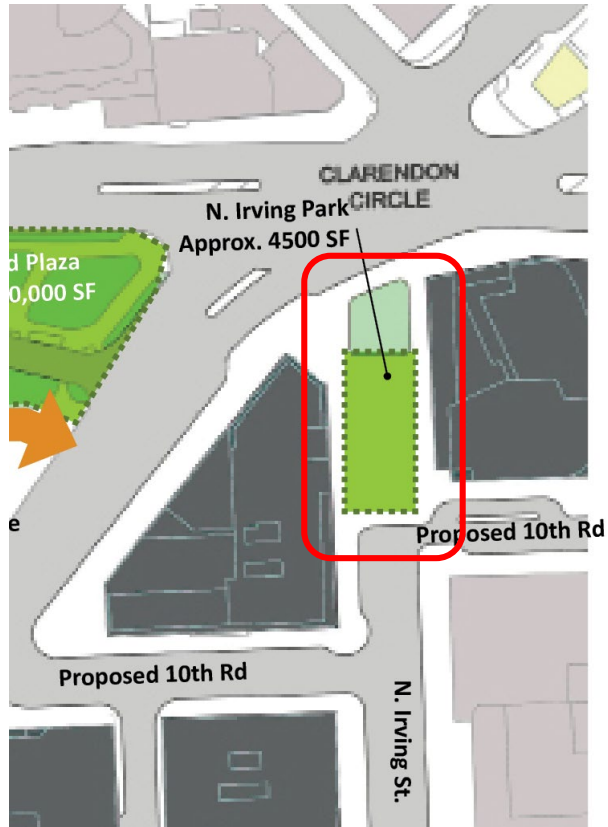 CLARENDON
CIRCLE
N. Irving Park
Approx. 4500 SF
d Plaza
0,000 SF
e
Proposed 10th Rd
Proposed 10th Rd
N. Irving St.